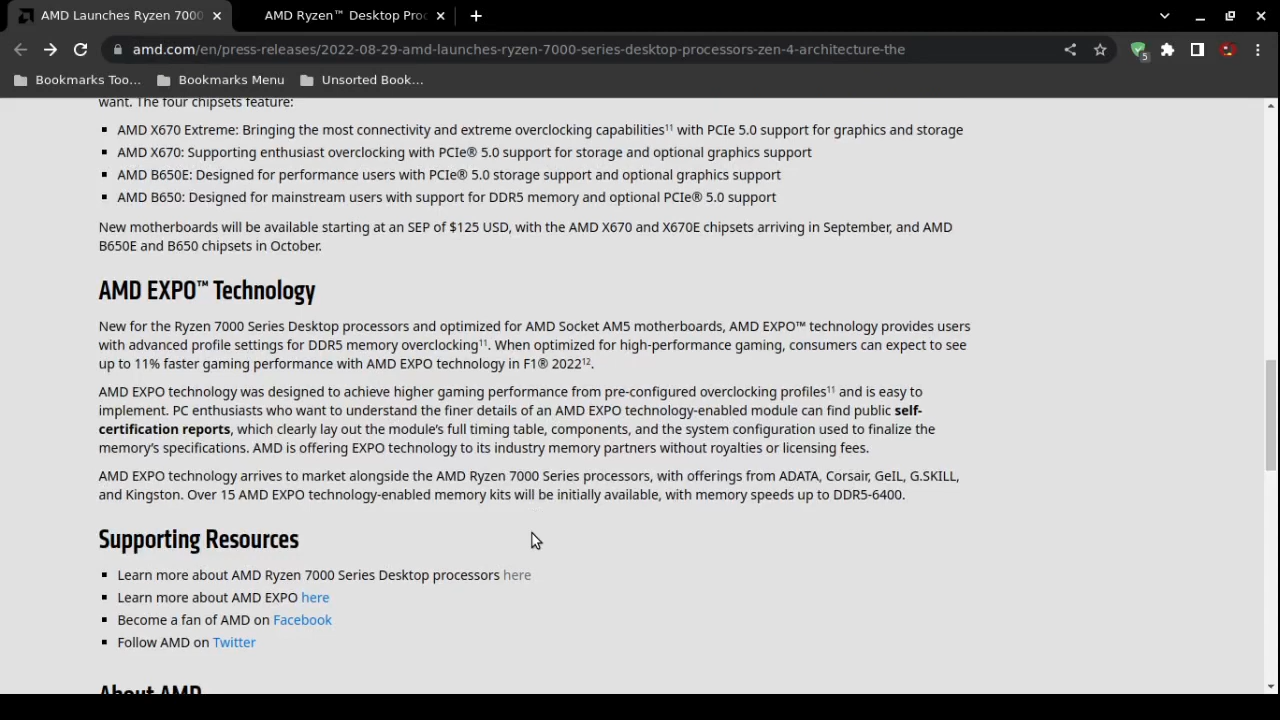 AMD Launches Ryzen 7000
AMD Ryzen™ Desktop Proc
amd.com/en/press-releases/2022-08-29-amd-launches-ryzen-7000-series-desktop-processors-zen-4-architecture-the
5
Bookmarks Too...
Bookmarks Menu
Unsorted Book...
want. The four chipsets feature:
▪ AMD X670 Extreme: Bringing the most connectivity and extreme overclocking capabilities¹¹ with PCIe 5.0 support for graphics and storage
▪ AMD X670: Supporting enthusiast overclocking with PCIe® 5.0 support for storage and optional graphics support
▪ AMD B650E: Designed for performance users with PCIe® 5.0 storage support and optional graphics support
▪ AMD B650: Designed for mainstream users with support for DDR5 memory and optional PCIe® 5.0 support
New motherboards will be available starting at an SEP of $125 USD, with the AMD X670 and X670E chipsets arriving in September, and AMD
B650E and B650 chipsets in October.
AMD EXPO™ Technology
New for the Ryzen 7000 Series Desktop processors and optimized for AMD Socket AM5 motherboards, AMD EXPO™ technology provides users
with advanced profile settings for DDR5 memory overclocking¹¹. When optimized for high-performance gaming, consumers can expect to see
up to 11% faster gaming performance with AMD EXPO technology in F1® 2022¹².
AMD EXPO technology was designed to achieve higher gaming performance from pre-configured overclocking profiles¹¹ and is easy to
implement. PC enthusiasts who want to understand the finer details of an AMD EXPO technology-enabled module can find public self-
certification reports, which clearly lay out the module's full timing table, components, and the system configuration used to finalize the
memory's specifications. AMD is offering EXPO technology to its industry memory partners without royalties or licensing fees.
AMD EXPO technology arrives to market alongside the AMD Ryzen 7000 Series processors, with offerings from ADATA, Corsair, GeIL, G.SKILL,
and Kingston. Over 15 AMD EXPO technology-enabled memory kits will be initially available, with memory speeds up to DDR5-6400.
Supporting Resources
▪ Learn more about AMD Ryzen 7000 Series Desktop processors here
▪ Learn more about AMD EXPO here
▪ Become a fan of AMD on Facebook
▪ Follow AMD on Twitter
About AMD